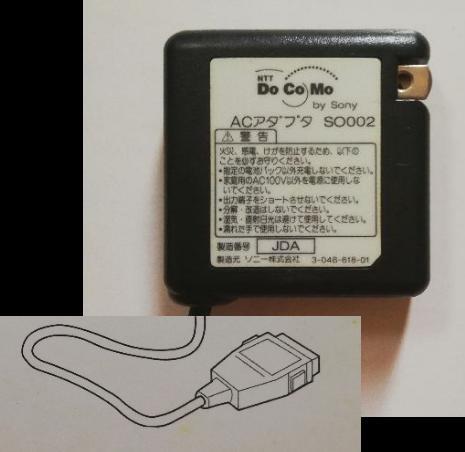 NTT
DoCoMo
by Sony
ACアダプタ SO002
⚠ 警告
火災、感電、けがを防止するため、以下の
ことを必ずお守りください。
・指定の電池パック以外充電しないでください。
・家庭用のAC100V以外を電源に使用しな
いでください。
・出力端子をショートさせないでください。
・分解・改造はしないでください。
・湿気・直射日光は避けて使用してください。
・濡れた手で使用しないでください。
製造番号 JDA
製造元 ソニー株式会社 3-048-618-01